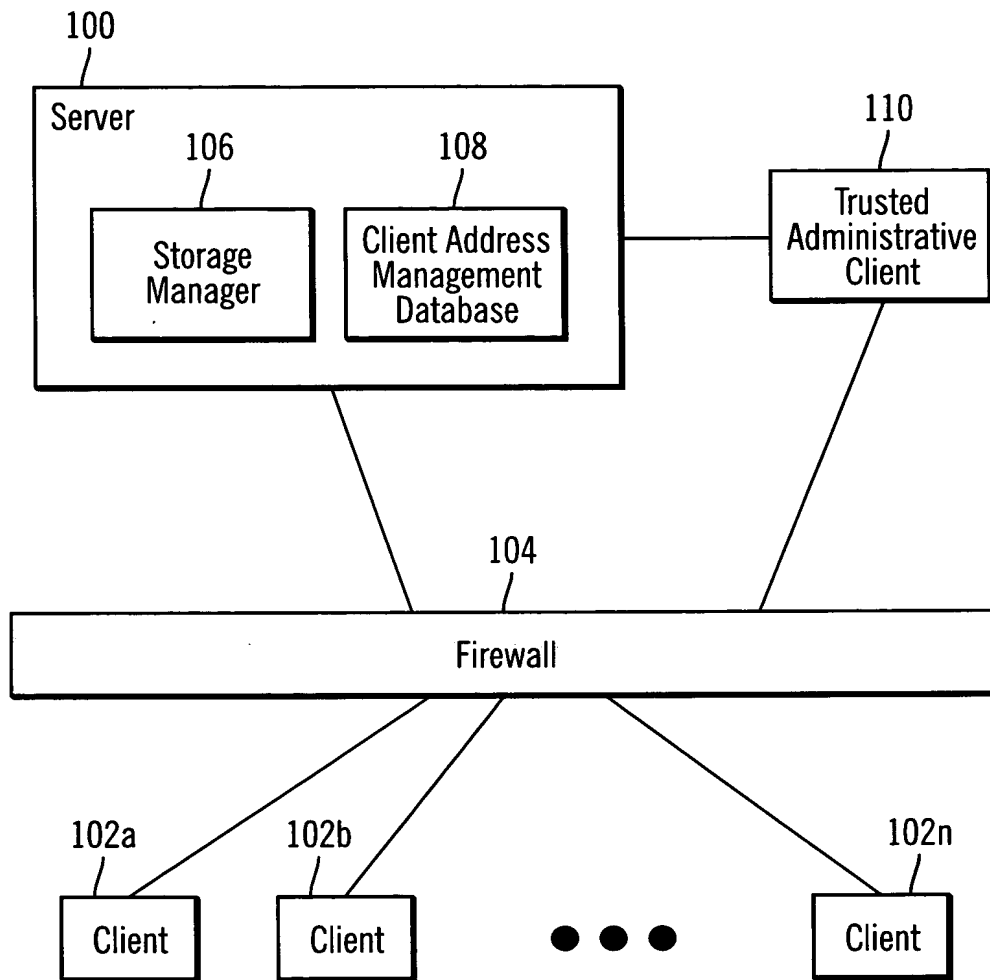 100
Server
106
108
110
Storage
Manager
Client Address
Management
Database
Trusted
Administrative
Client
104
Firewall
102a
102b
102n
Client
Client
Client